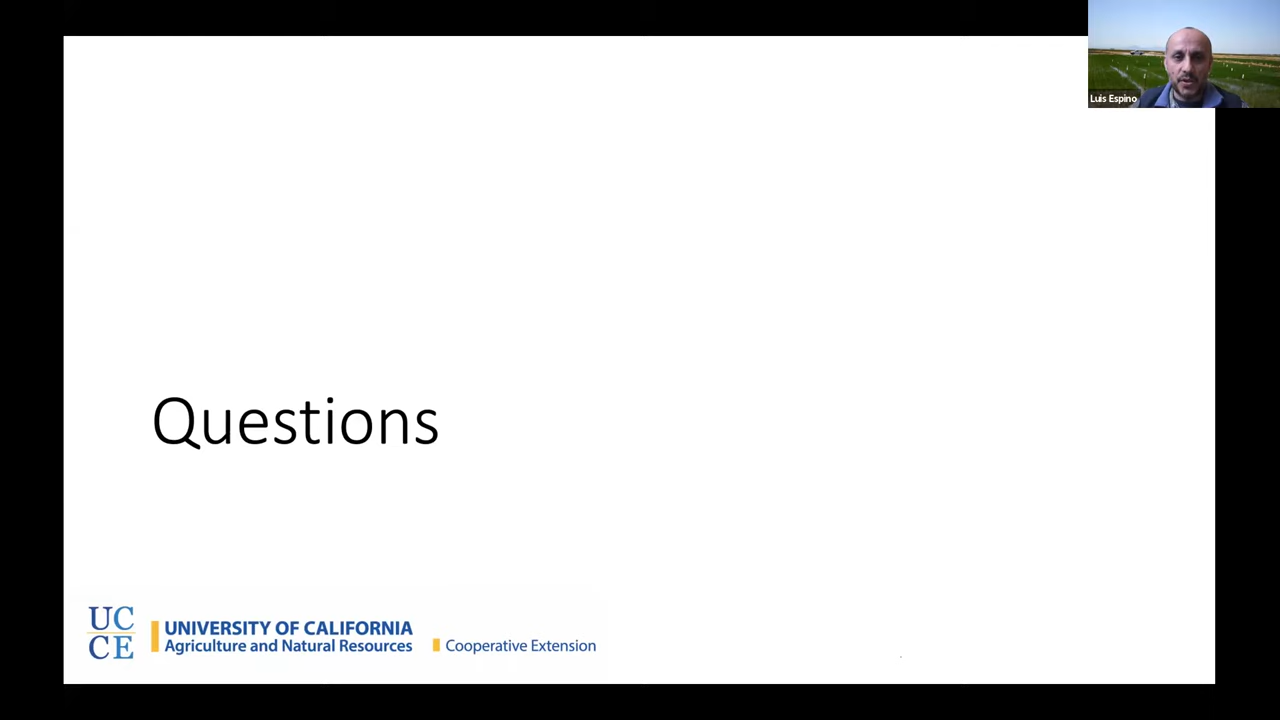 Luis Espino
Questions
UC
CE
UNIVERSITY OF CALIFORNIA
Agriculture and Natural Resources
Cooperative Extension